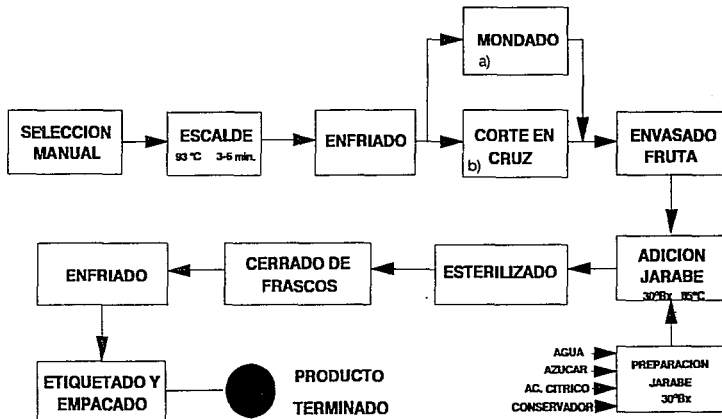 MONDADO
a)
SELECCION
MANUAL
ESCALDE
93 °C 3-5 min.
ENFRIADO
CORTE EN
b) CRUZ
ENVASADO
FRUTA
ADICION
JARABE
30°Bx 85°C
ESTERILIZADO
CERRADO DE
FRASCOS
ENFRIADO
AGUA
AZUCAR
AC. CITRICO
CONSERVADOR
PREPARACION
JARABE
30°Bx
ETIQUETADO Y
EMPACADO
PRODUCTO
TERMINADO